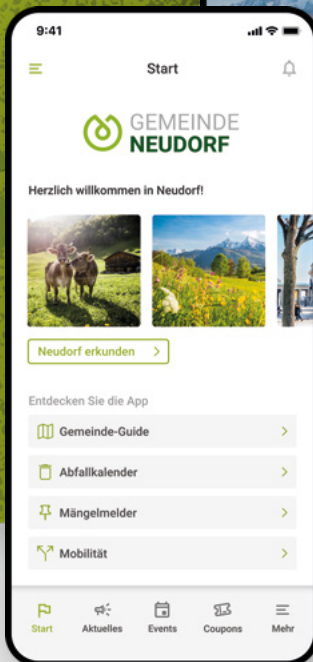 9:41
Start
GEMEINDE
NEUDORF
Herzlich willkommen in Neudorf!
Neudorf erkunden
Entdecken Sie die App
Gemeinde-Guide
Abfallkalender
Mängelmelder
Mobilität
Start Aktuelles Events Coupons Mehr